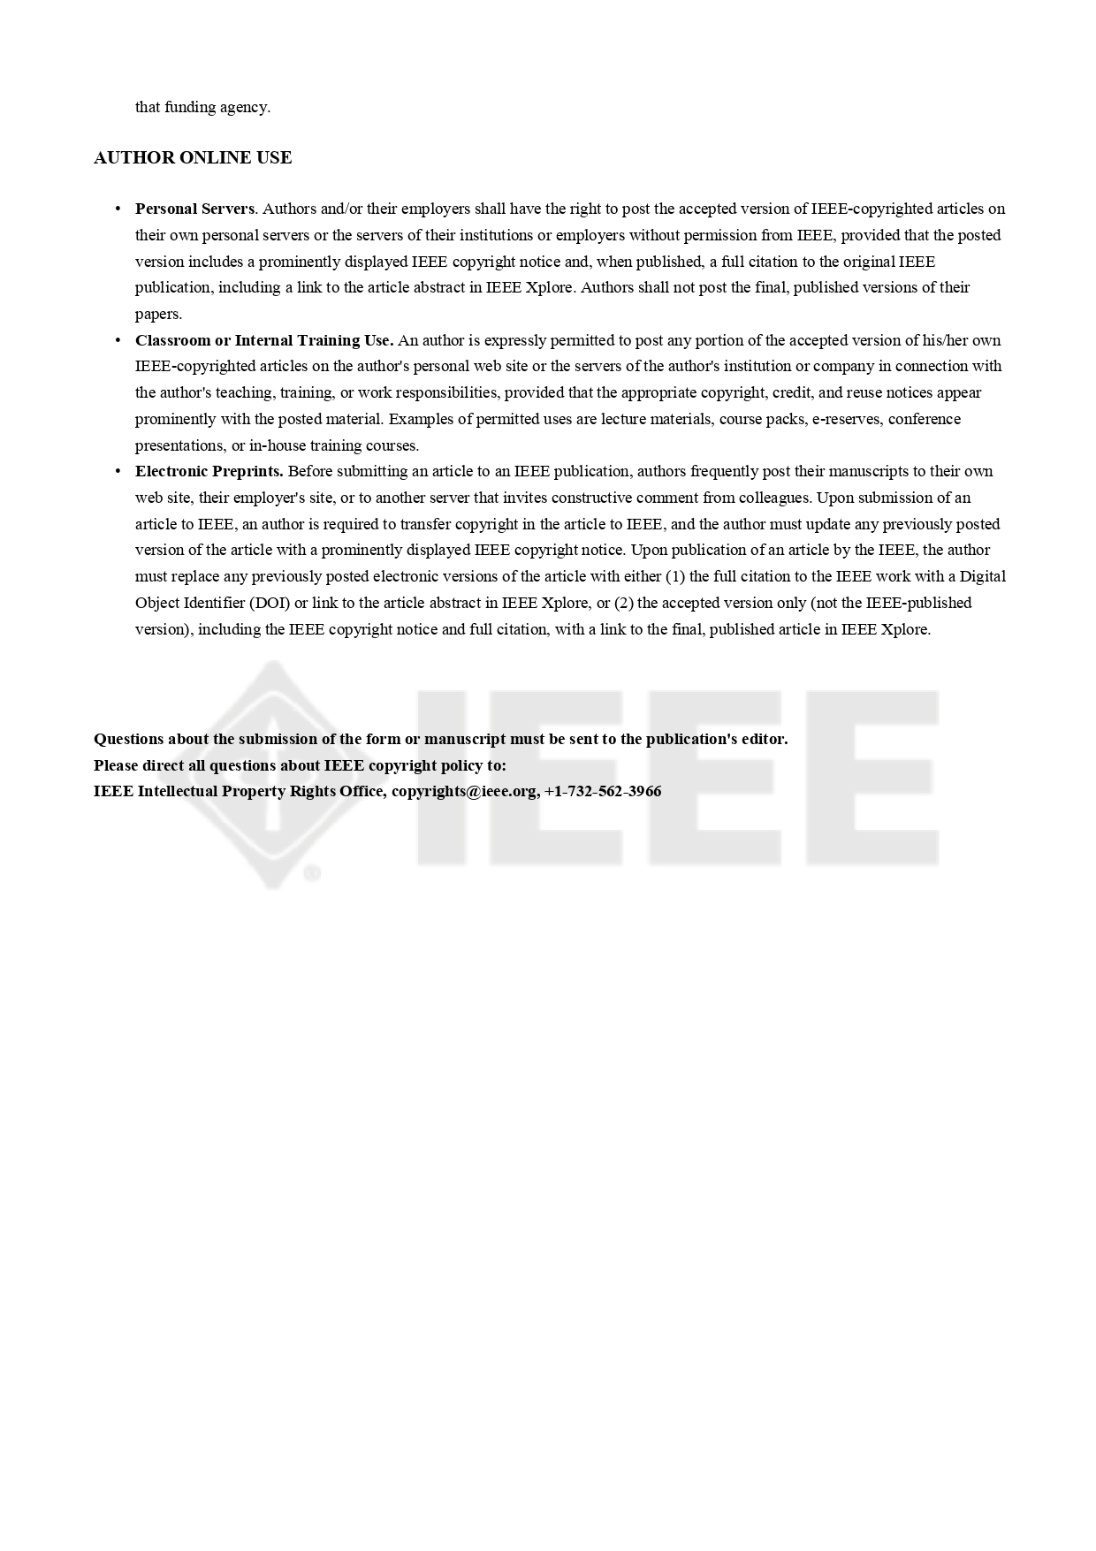 that funding agency.
AUTHOR ONLINE USE
• Personal Servers. Authors and/or their employers shall have the right to post the accepted version of IEEE-copyrighted articles on
their own personal servers or the servers of their institutions or employers without permission from IEEE, provided that the posted
version includes a prominently displayed IEEE copyright notice and, when published, a full citation to the original IEEE
publication, including a link to the article abstract in IEEE Xplore. Authors shall not post the final, published versions of their
papers.
• Classroom or Internal Training Use. An author is expressly permitted to post any portion of the accepted version of his/her own
IEEE-copyrighted articles on the author's personal web site or the servers of the author's institution or company in connection with
the author's teaching, training, or work responsibilities, provided that the appropriate copyright, credit, and reuse notices appear
prominently with the posted material. Examples of permitted uses are lecture materials, course packs, e-reserves, conference
presentations, or in-house training courses.
• Electronic Preprints. Before submitting an article to an IEEE publication, authors frequently post their manuscripts to their own
web site, their employer's site, or to another server that invites constructive comment from colleagues. Upon submission of an
article to IEEE, an author is required to transfer copyright in the article to IEEE, and the author must update any previously posted
version of the article with a prominently displayed IEEE copyright notice. Upon publication of an article by the IEEE, the author
must replace any previously posted electronic versions of the article with either (1) the full citation to the IEEE work with a Digital
Object Identifier (DOI) or link to the article abstract in IEEE Xplore, or (2) the accepted version only (not the IEEE-published
version), including the IEEE copyright notice and full citation, with a link to the final, published article in IEEE Xplore.
Questions about the submission of the form or manuscript must be sent to the publication's editor.
Please direct all questions about IEEE copyright policy to:
IEEE Intellectual Property Rights Office, copyrights@ieee.org, +1-732-562-3966
IEEE
®